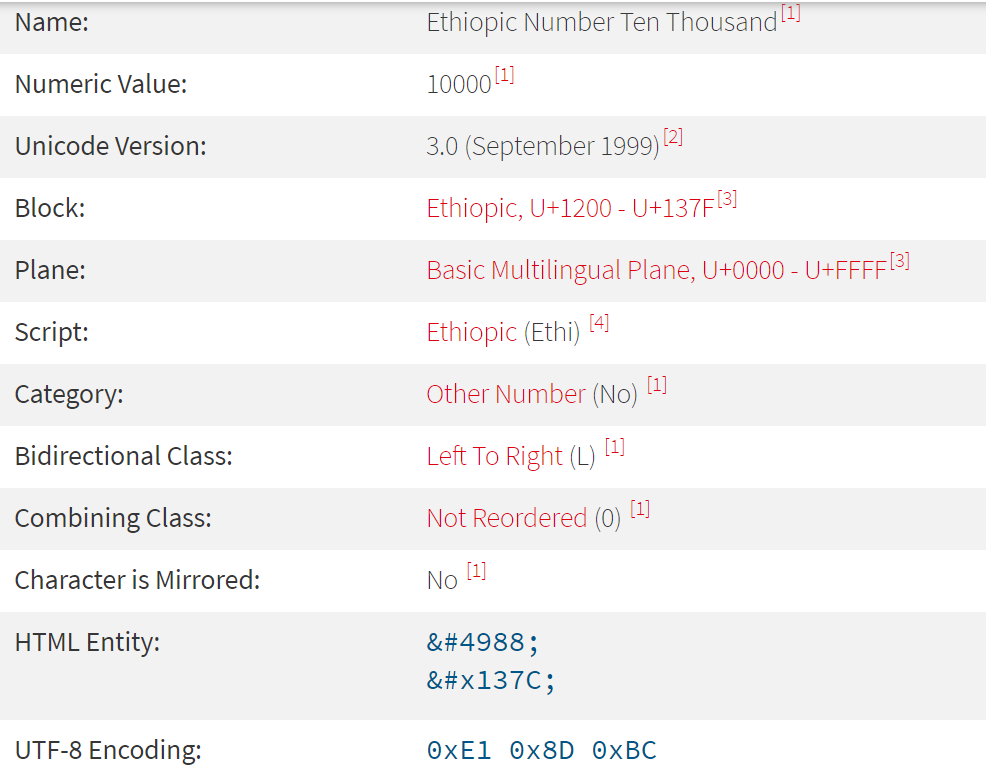 Name: Ethiopic Number Ten Thousand[1]
Numeric Value: 10000[1]
Unicode Version: 3.0 (September 1999)[2]
Block: Ethiopic, U+1200 - U+137F[3]
Plane: Basic Multilingual Plane, U+0000 - U+FFFF[3]
Script: Ethiopic (Ethi) [4]
Category: Other Number (No) [1]
Bidirectional Class: Left To Right (L) [1]
Combining Class: Not Reordered (0) [1]
Character is Mirrored: No [1]
HTML Entity: &#4988;
&#x137C;
UTF-8 Encoding: 0xE1 0x8D 0xBC